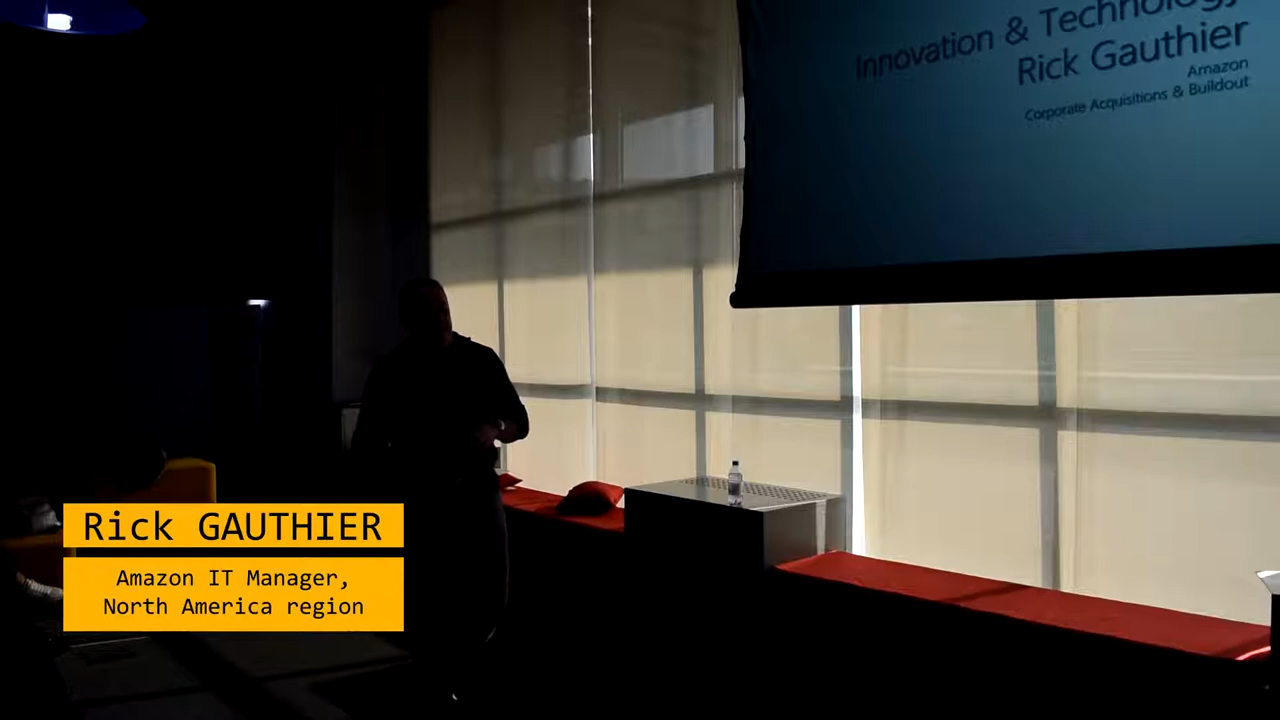 Innovation & Technology
Rick Gauthier
Amazon
Corporate Acquisitions & Buildout
Rick GAUTHIER
Amazon IT Manager,
North America region